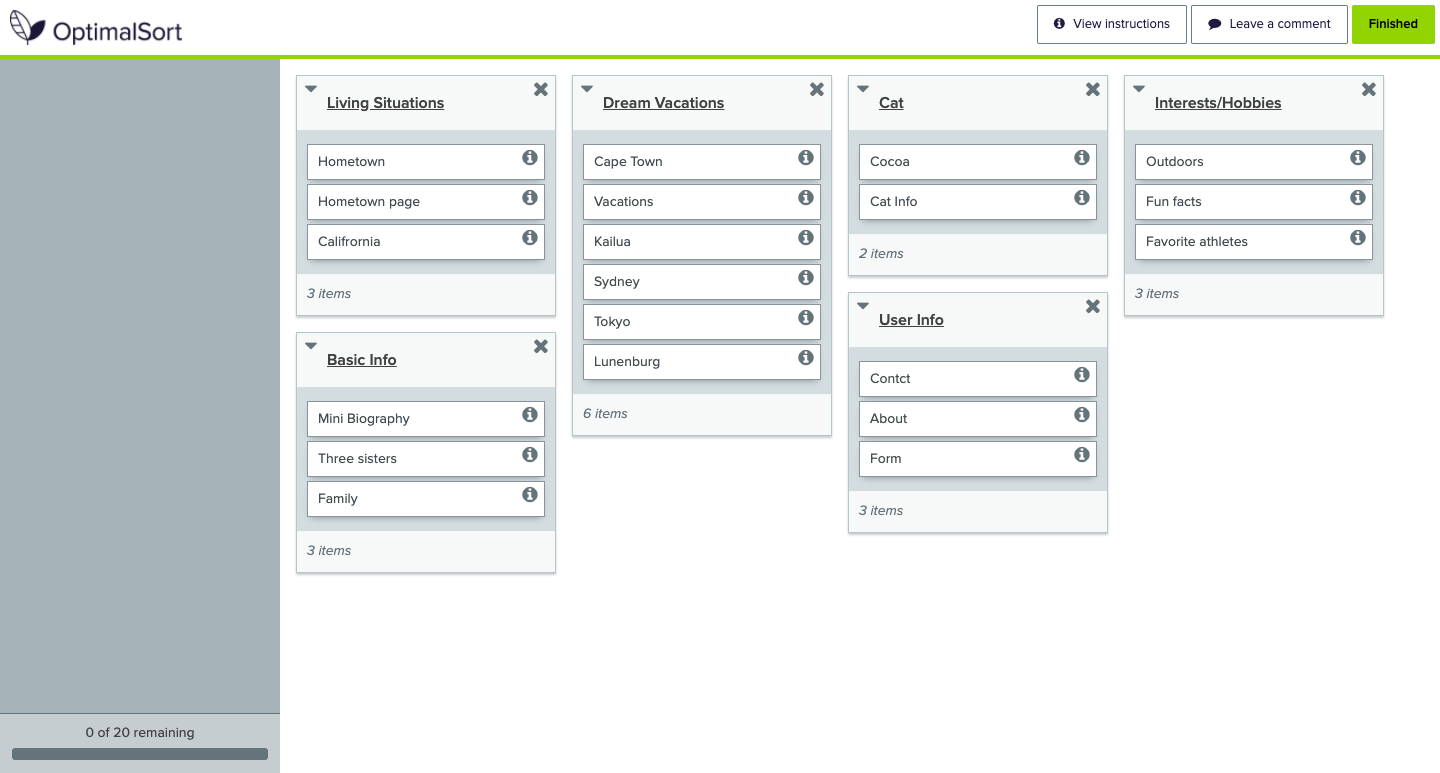 OptimalSort
View instructions
Leave a comment
Finished
Living Situations
Hometown
Hometown page
Califrornia
3 items
Basic Info
Mini Biography
Three sisters
Family
3 items
Dream Vacations
Cape Town
Vacations
Kailua
Sydney
Tokyo
Lunenburg
6 items
Cat
Cocoa
Cat Info
2 items
User Info
Contct
About
Form
3 items
Interests/Hobbies
Outdoors
Fun facts
Favorite athletes
3 items
0 of 20 remaining